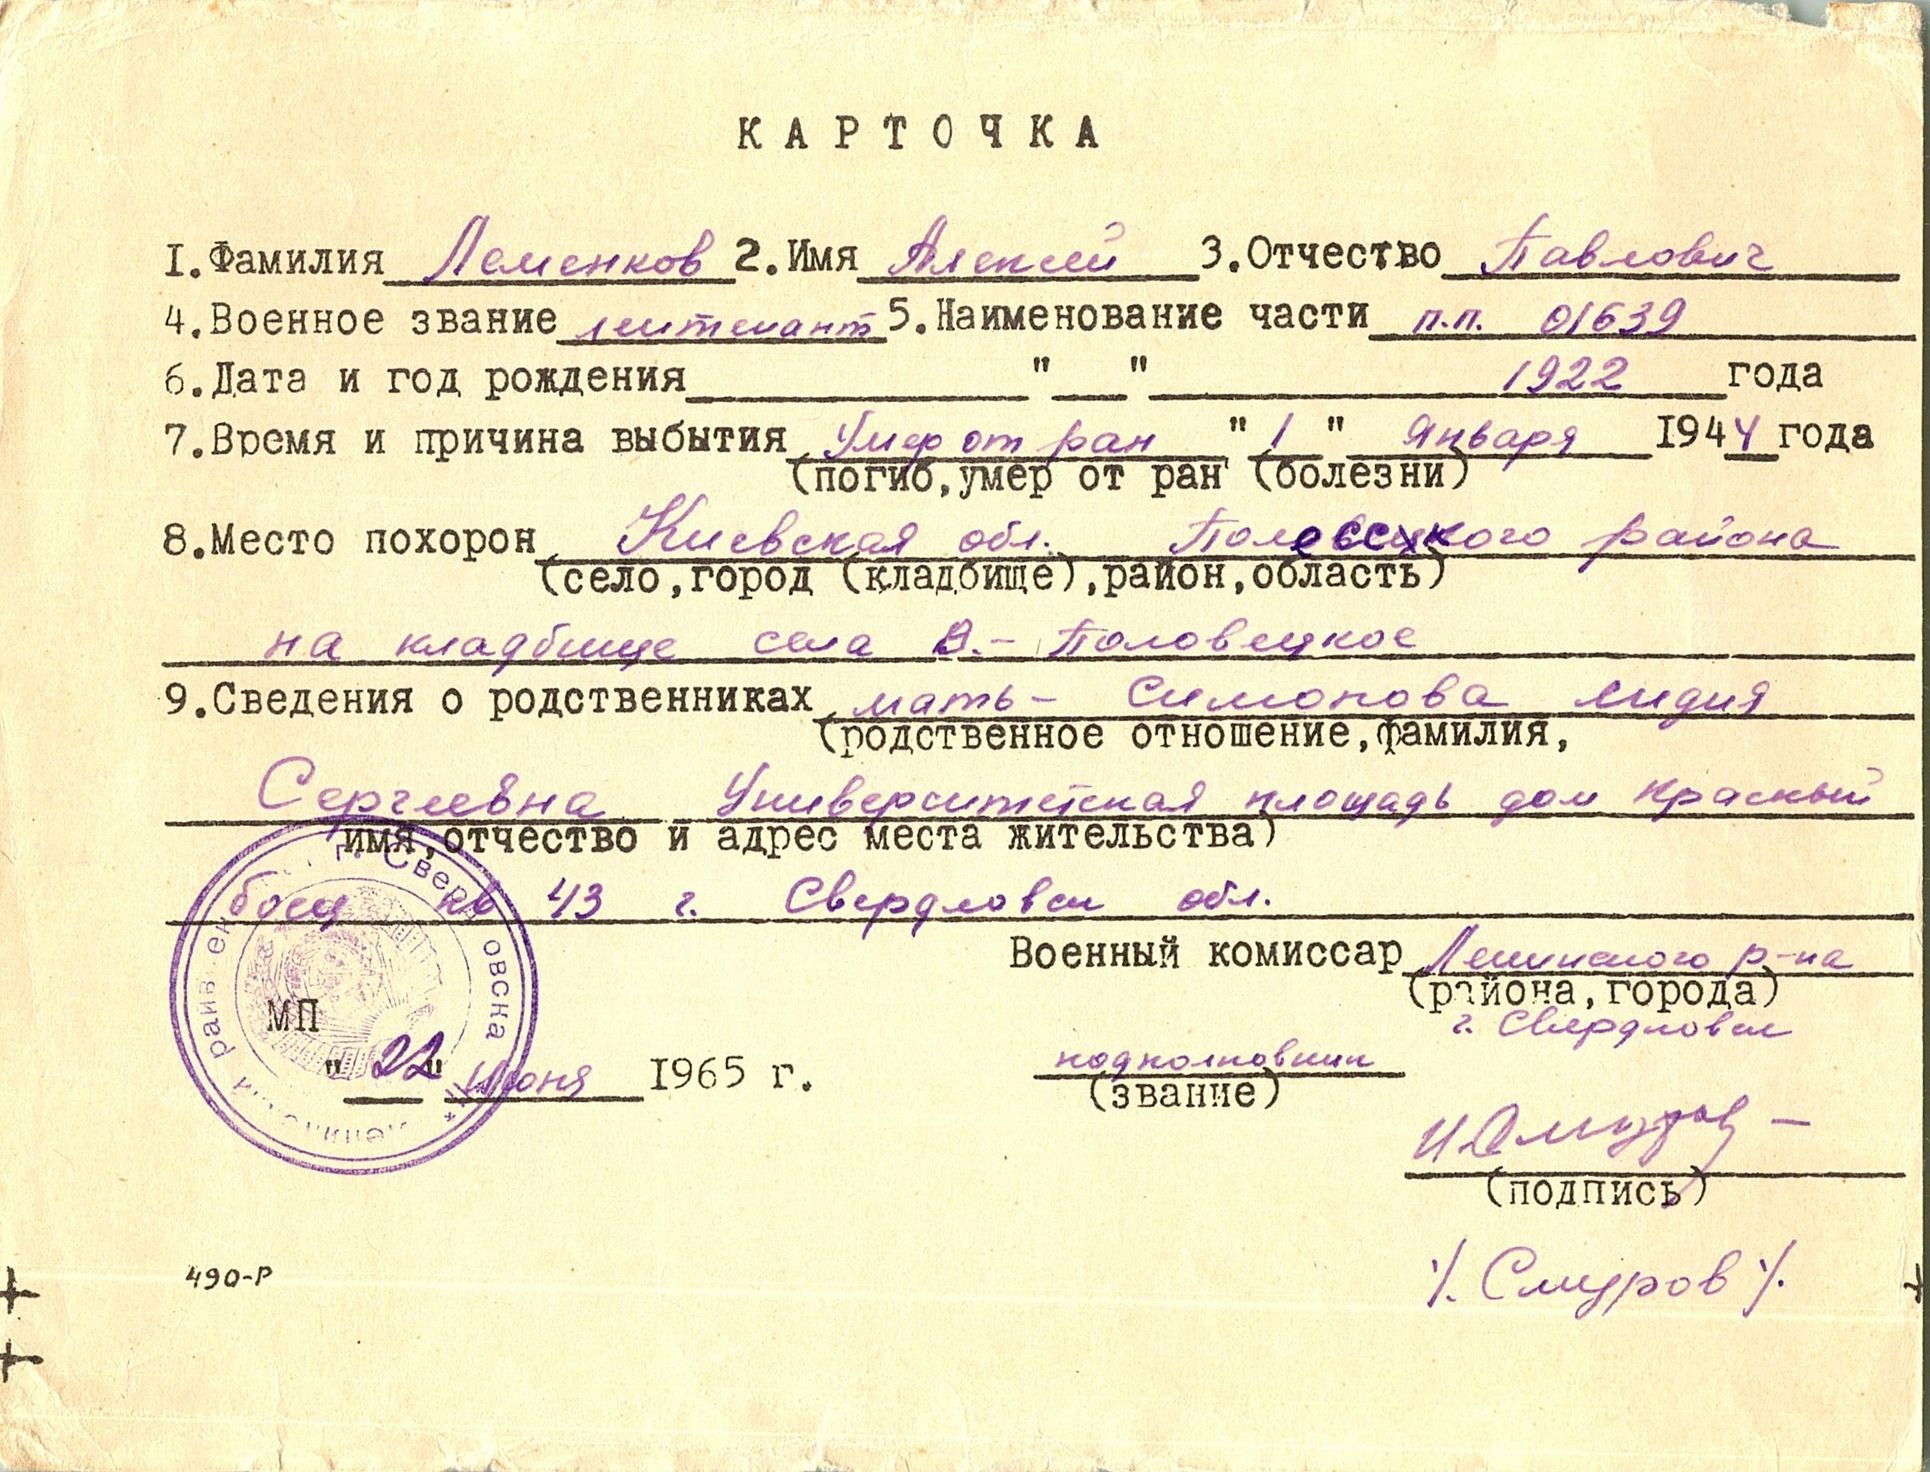 КАРТОЧКА
1.Фамилия Леменков 2.Имя Алексей 3.Отчество Павлович
4.Военное звание лейтенант 5.Наименование части п.п. 01639
6.Дата и год рождения " " 1922 года
7.Время и причина выбытия Умер от ран "1" Января 1944 года
(погиб,умер от ран (болезни)
8.Место похорон Киевская обл. района
(село,город (кладбище),район,область)
на кладбище села В.-Половецкое
9.Сведения о родственниках мать- Симонова Лидия
(родственное отношение,фамилия,
Сергеевна Университетская площадь дом красный
имя,отчество и адрес места жительства)
боец кв 43 г. Свердловск обл.
Военный комиссар Ленинского р-на
(района,города)
г. Свердловск
МП
"22" Июня 1965 г.
подполковник
(звание)
(подпись)
/. Смуров /.
490-Р
г. Свердловска